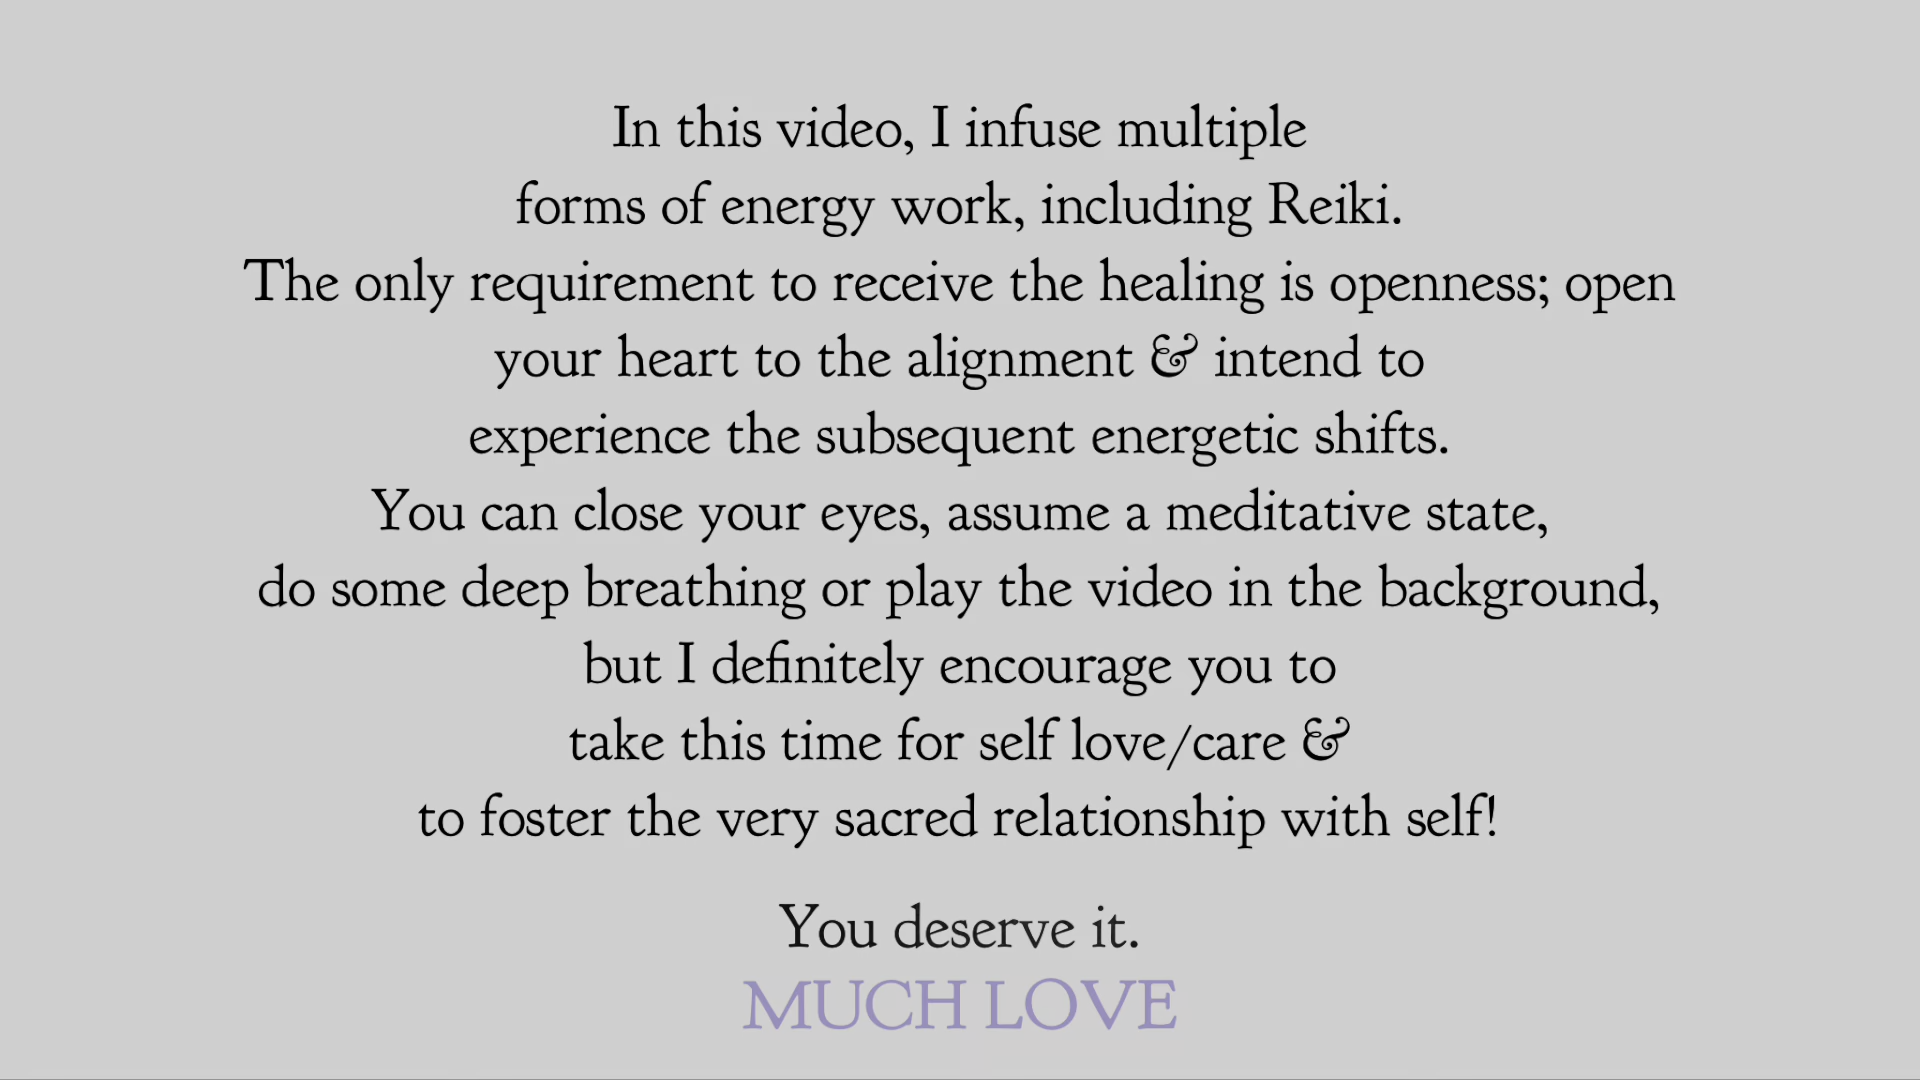 In this video, I infuse multiple
forms of energy work, including Reiki.
The only requirement to receive the healing is openness; open
your heart to the alignment & intend to
experience the subsequent energetic shifts.
You can close your eyes, assume a meditative state,
do some deep breathing or play the video in the background,
but I definitely encourage you to
take this time for self love/care &
to foster the very sacred relationship with self!
You deserve it.
MUCH LOVE